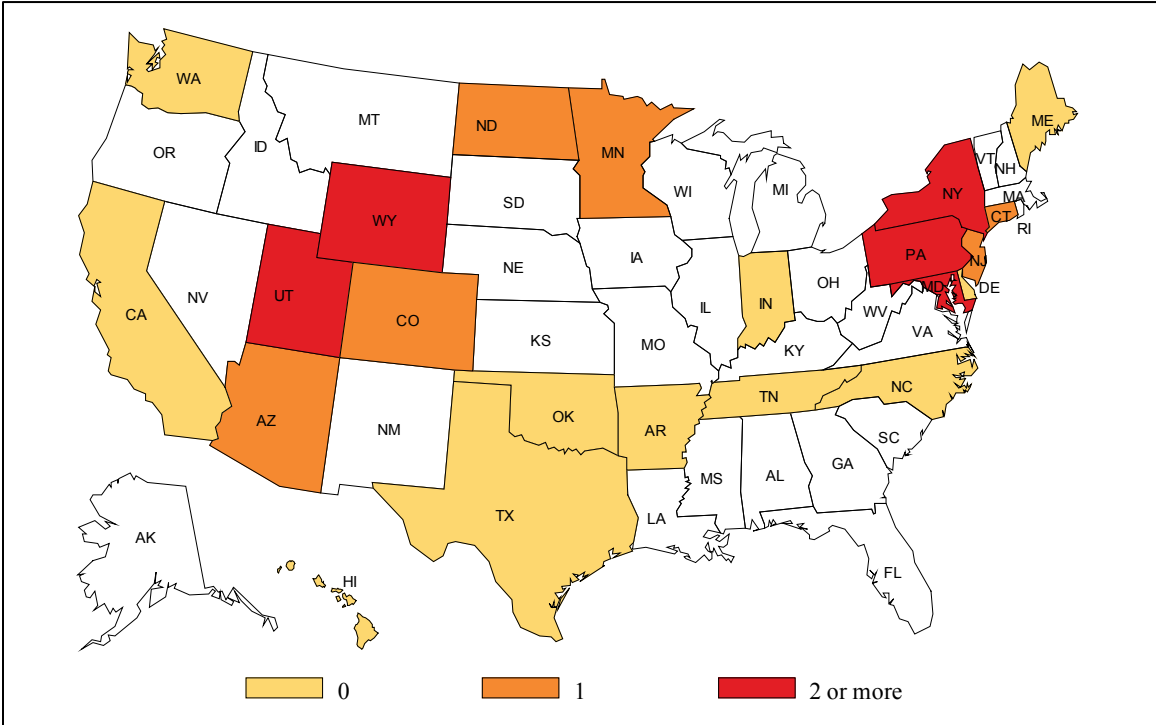 WA
MT
ND
MN
ME
OR
ID
WI
MI
VT
NH
MA
CT
RI
NY
SD
WY
IA
NE
PA
NJ
OH
IN
IL
MD
DE
NV
UT
CO
KS
MO
WV
VA
KY
CA
TN
NC
OK
AR
AZ
NM
SC
MS
AL
GA
TX
LA
AK
FL
HI
0
1
2 or more